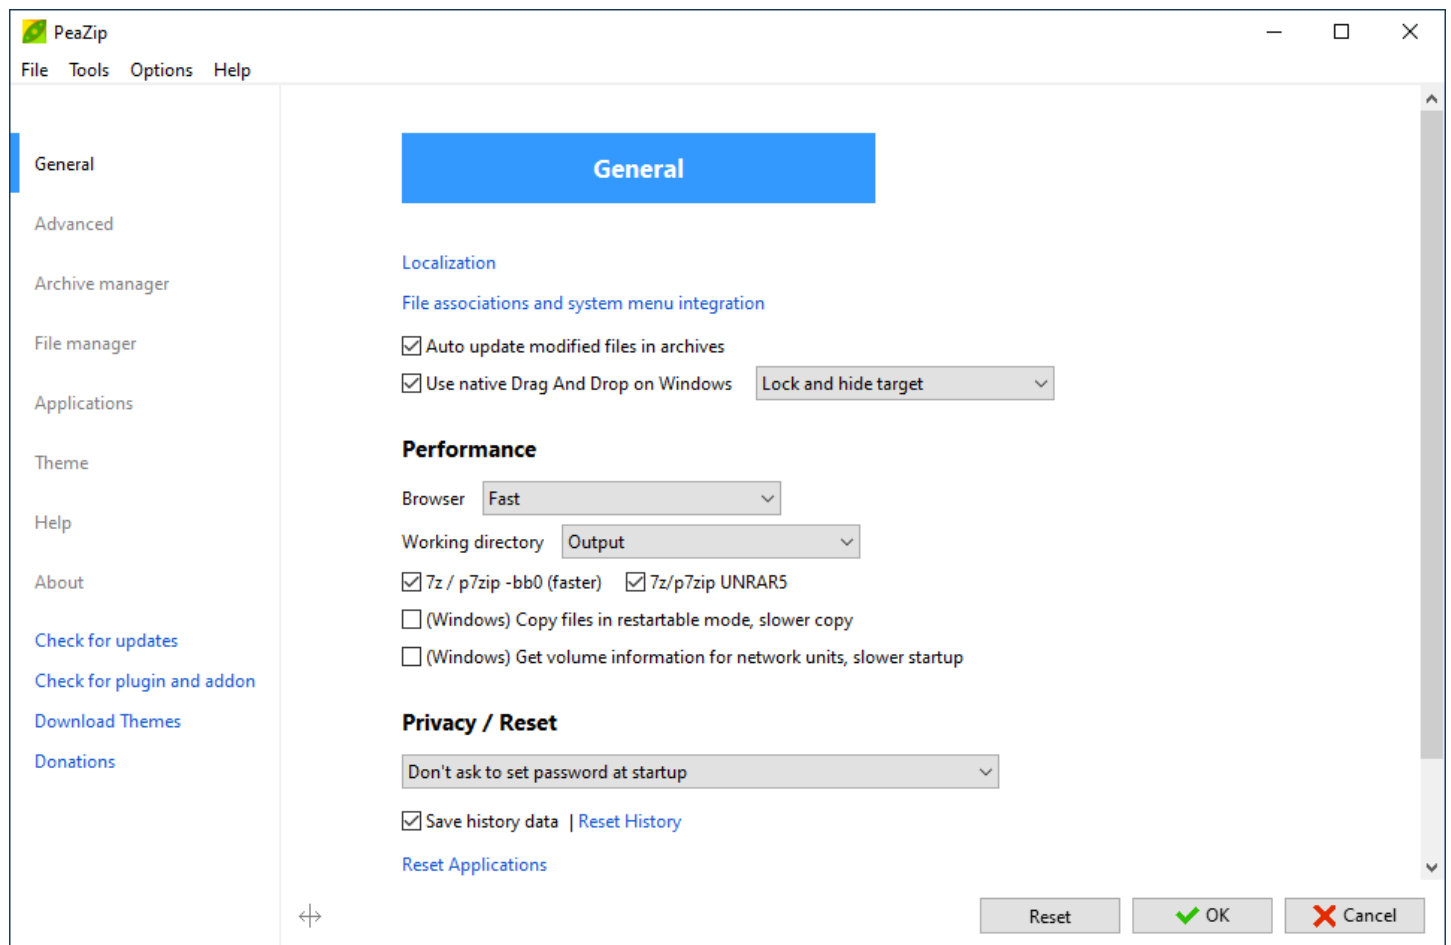 PeaZip
File Tools Options Help
General
Advanced
Archive manager
File manager
Applications
Theme
Help
About
Check for updates
Check for plugin and addon
Download Themes
Donations
General
Localization
File associations and system menu integration
Auto update modified files in archives
Use native Drag And Drop on Windows Lock and hide target
Performance
Browser Fast
Working directory Output
7z / p7zip -bb0 (faster) 7z/p7zip UNRAR5
(Windows) Copy files in restartable mode, slower copy
(Windows) Get volume information for network units, slower startup
Privacy / Reset
Don't ask to set password at startup
Save history data | Reset History
Reset Applications
Reset OK Cancel